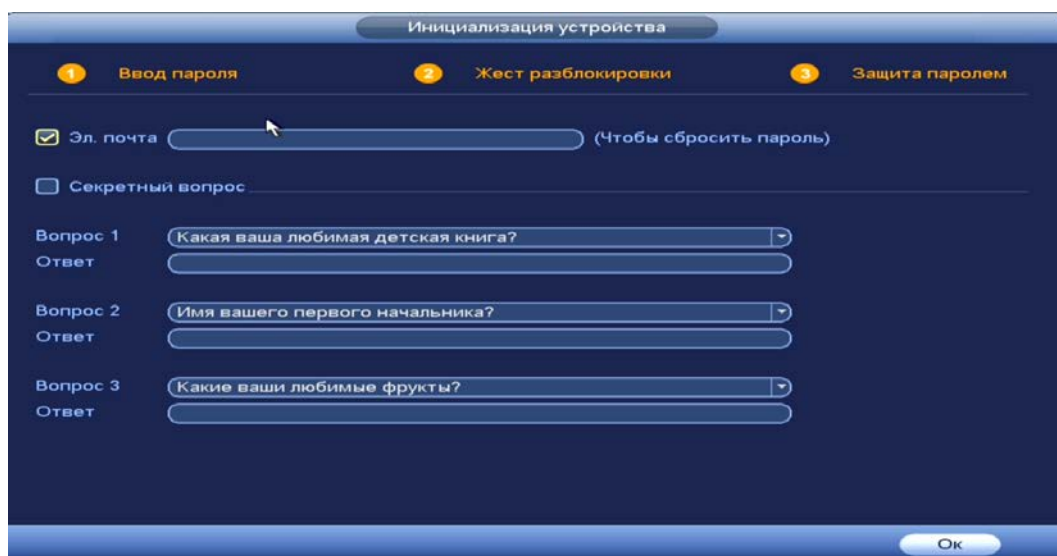 Инициализация устройства
1 Ввод пароля 2 Жест разблокировки 3 Защита паролем
Эл. почта (Чтобы сбросить пароль)
Секретный вопрос
Вопрос 1 Какая ваша любимая детская книга?
Ответ
Вопрос 2 Имя вашего первого начальника?
Ответ
Вопрос 3 Какие ваши любимые фрукты?
Ответ
Ок